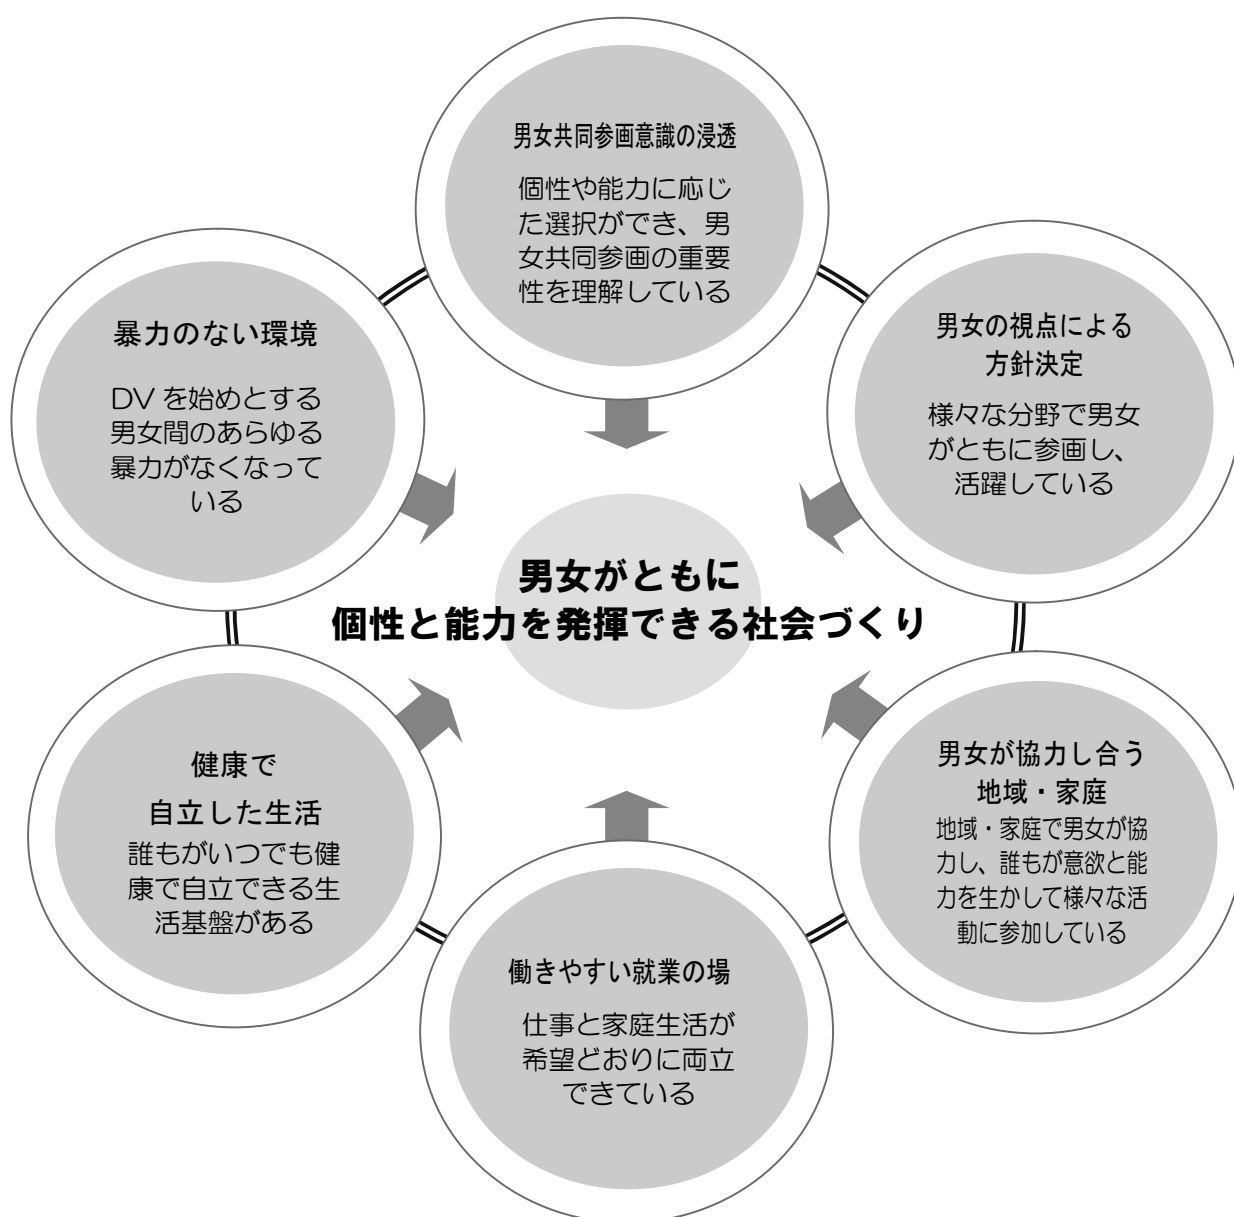 男女共同参画意識の浸透
個性や能力に応じ
た選択ができ、男
女共同参画の重要
性を理解している
暴力のない環境
DVを始めとする
男女間のあらゆる
暴力がなくなって
いる
男女の視点による
方針決定
様々な分野で男女
がともに参画し、
活躍している
男女がともに
個性と能力を発揮できる社会づくり
健康で
自立した生活
誰もがいつでも健
康で自立できる生
活基盤がある
男女が協力し合う
地域・家庭
地域・家庭で男女が協
力し、誰もが意欲と能
力を生かして様々な活
動に参加している
働きやすい就業の場
仕事と家庭生活が
希望どおりに両立
できている